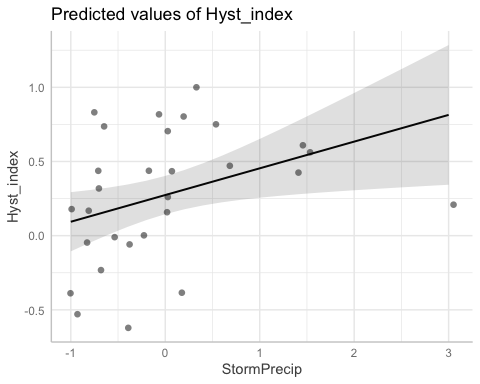 Predicted values of Hyst_index
Hyst_index
1.0
0.5
0.0
-0.5
-1 0 1 2 3
StormPrecip